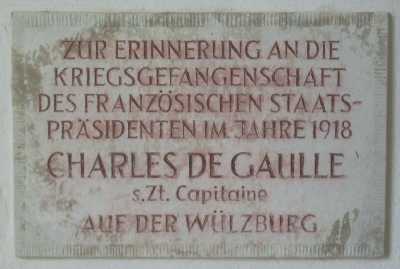 ZUR ERINNERUNG AN DIE
KRIEGSGEFANGENSCHAFT
DES FRANZÖSISCHEN STAATS-
PRÄSIDENTEN IM JAHRE 1918
CHARLES DE GAULLE
s.Zt. Capitaine
AUF DER WÜLZBURG